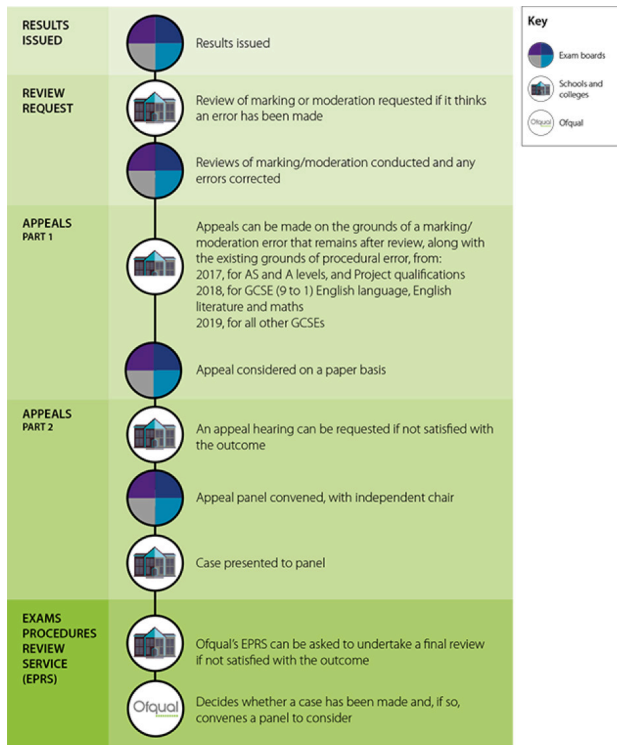 RESULTS
ISSUED
Results issued
REVIEW
REQUEST
Review of marking or moderation requested if it thinks
an error has been made
Reviews of marking/moderation conducted and any
errors corrected
APPEALS
PART 1
Appeals can be made on the grounds of a marking/
moderation error that remains after review, along with
the existing grounds of procedural error, from:
2017, for AS and A levels, and Project qualifications
2018, for GCSE (9 to 1) English language, English
literature and maths
2019, for all other GCSEs
Appeal considered on a paper basis
APPEALS
PART 2
An appeal hearing can be requested if not satisfied with
the outcome
Appeal panel convened, with independent chair
Case presented to panel
EXAMS
PROCEDURES
REVIEW
SERVICE
(EPRS)
Ofqual's EPRS can be asked to undertake a final review
if not satisfied with the outcome
Ofqual
Decides whether a case has been made and, if so,
convenes a panel to consider
Key
Exam boards
Schools and
colleges
Ofqual
Ofqual